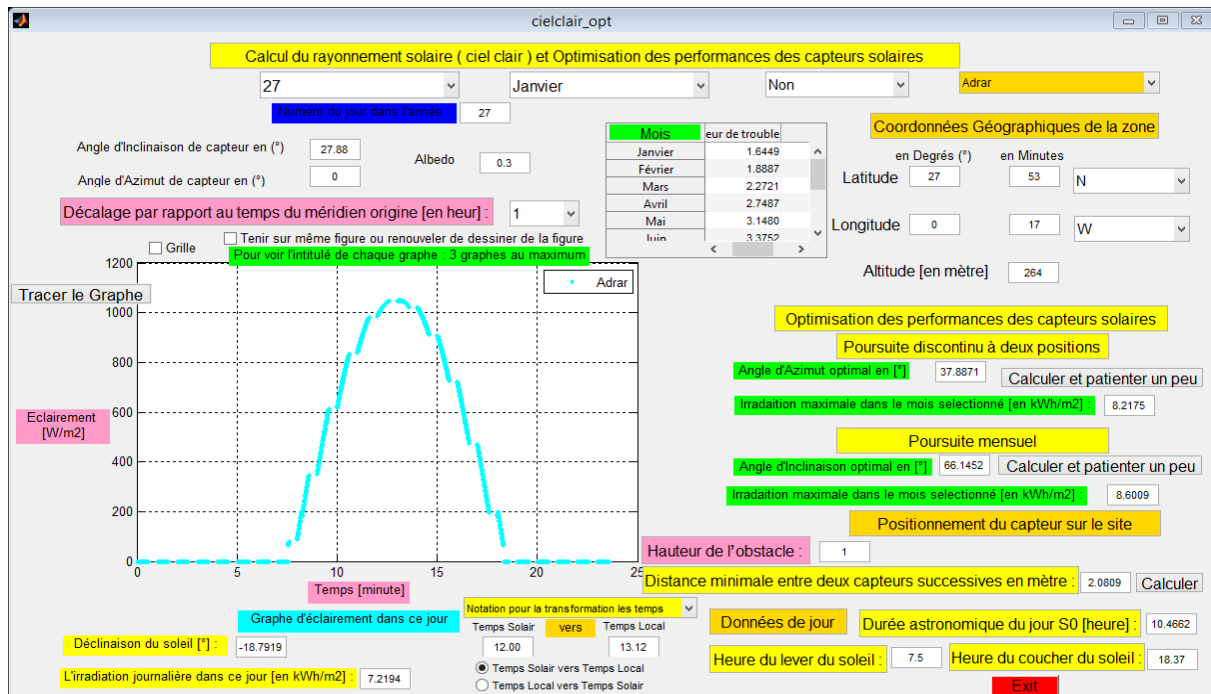 cielclair_opt
Calcul du rayonnement solaire ( ciel clair ) et Optimisation des performances des capteurs solaires
27
Janvier
Non
Adrar
Numéro du jour dans l'année :
27
Angle d'Inclinaison de capteur en (°)
27.88
Albedo
0.3
Angle d'Azimut de capteur en (°)
0
Mois
eur de trouble
Janvier 1.6449
Février 1.8887
Mars 2.2721
Avril 2.7487
Mai 3.1480
Juin 3.3752
Coordonnées Géographiques de la zone
en Degrés (°)
en Minutes
Latitude
27
53
N
Longitude
0
17
W
Altitude [en mètre]
264
Décalage par rapport au temps du méridien origine [en heur] :
1
Grille
Tenir sur même figure ou renouveler de dessiner de la figure
Pour voir l'intitulé de chaque graphe : 3 graphes au maximum
Tracer le Graphe
Adrar
1200
1000
800
600
400
200
0
0 5 10 15 20 25
Eclairement
[W/m2]
Temps [minute]
Optimisation des performances des capteurs solaires
Poursuite discontinu à deux positions
Angle d'Azimut optimal en [°]
37.8871
Calculer et patienter un peu
Irradaition maximale dans le mois selectionné [en kWh/m2] :
8.2175
Poursuite mensuel
Angle d'Inclinaison optimal en [°]
66.1452
Calculer et patienter un peu
Irradaition maximale dans le mois selectionné [en kWh/m2] :
8.6009
Positionnement du capteur sur le site
Hauteur de l'obstacle :
1
Distance minimale entre deux capteurs successives en mètre :
2.0809
Calculer
Graphe d'éclairement dans ce jour
Notation pour la transformation les temps
Temps Solair
vers
Temps Local
12.00
13.12
Temps Solair vers Temps Local
Temps Local vers Temps Solair
Déclinaison du soleil [°] :
-18.7919
L'irradiation journalière dans ce jour [en kWh/m2] :
7.2194
Données de jour
Durée astronomique du jour S0 [heure] :
10.4662
Heure du lever du soleil :
7.5
Heure du coucher du soleil :
18.37
Exit